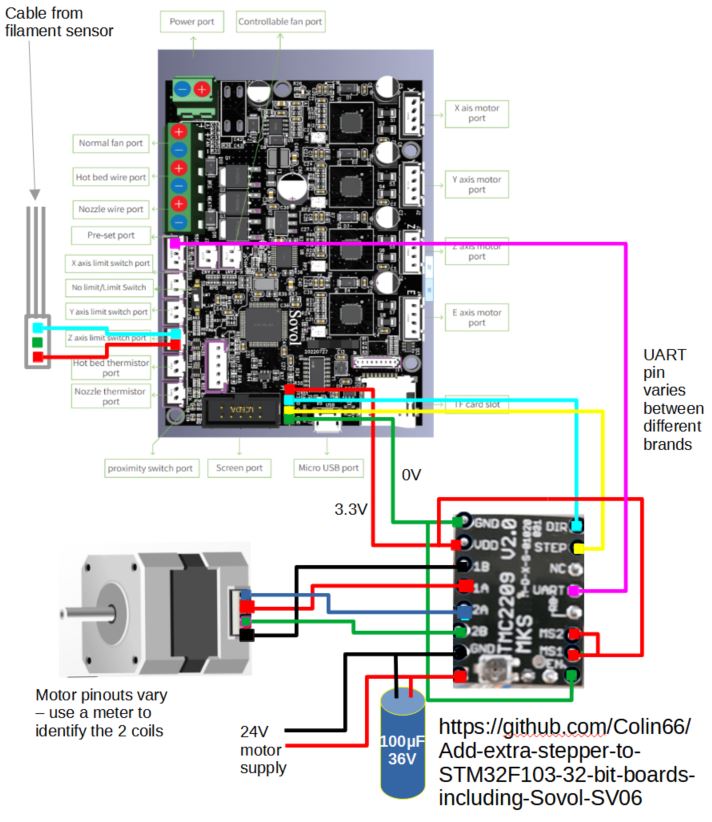 Cable from
filament sensor
Power port
Controllable fan port
Normal fan port
Hot bed wire port
Nozzle wire port
Pre-set port
X axis limit switch port
No limit/Limit Switch
Y axis limit switch port
Z axis limit switch port
Hot bed thermistor
port
Nozzle thermistor
port
proximity switch port
Screen port
Micro USB port
X ais motor
port
Y axis motor
port
Z axis motor
port
E axis motor
port
TF card slot
Sovol
20220727
UART
pin
varies
between
different
brands
0V
3.3V
GND
VDD
1B
1A
2A
2B
GND
TMC2209 V2.0
MKS
DIR
STEP
NC
UART
MS2
MS1
EN
Motor pinouts vary
– use a meter to
identify the 2 coils
24V
motor
supply
100µF
36V
https://github.com/Colin66/
Add-extra-stepper-to-
STM32F103-32-bit-boards-
including-Sovol-SV06